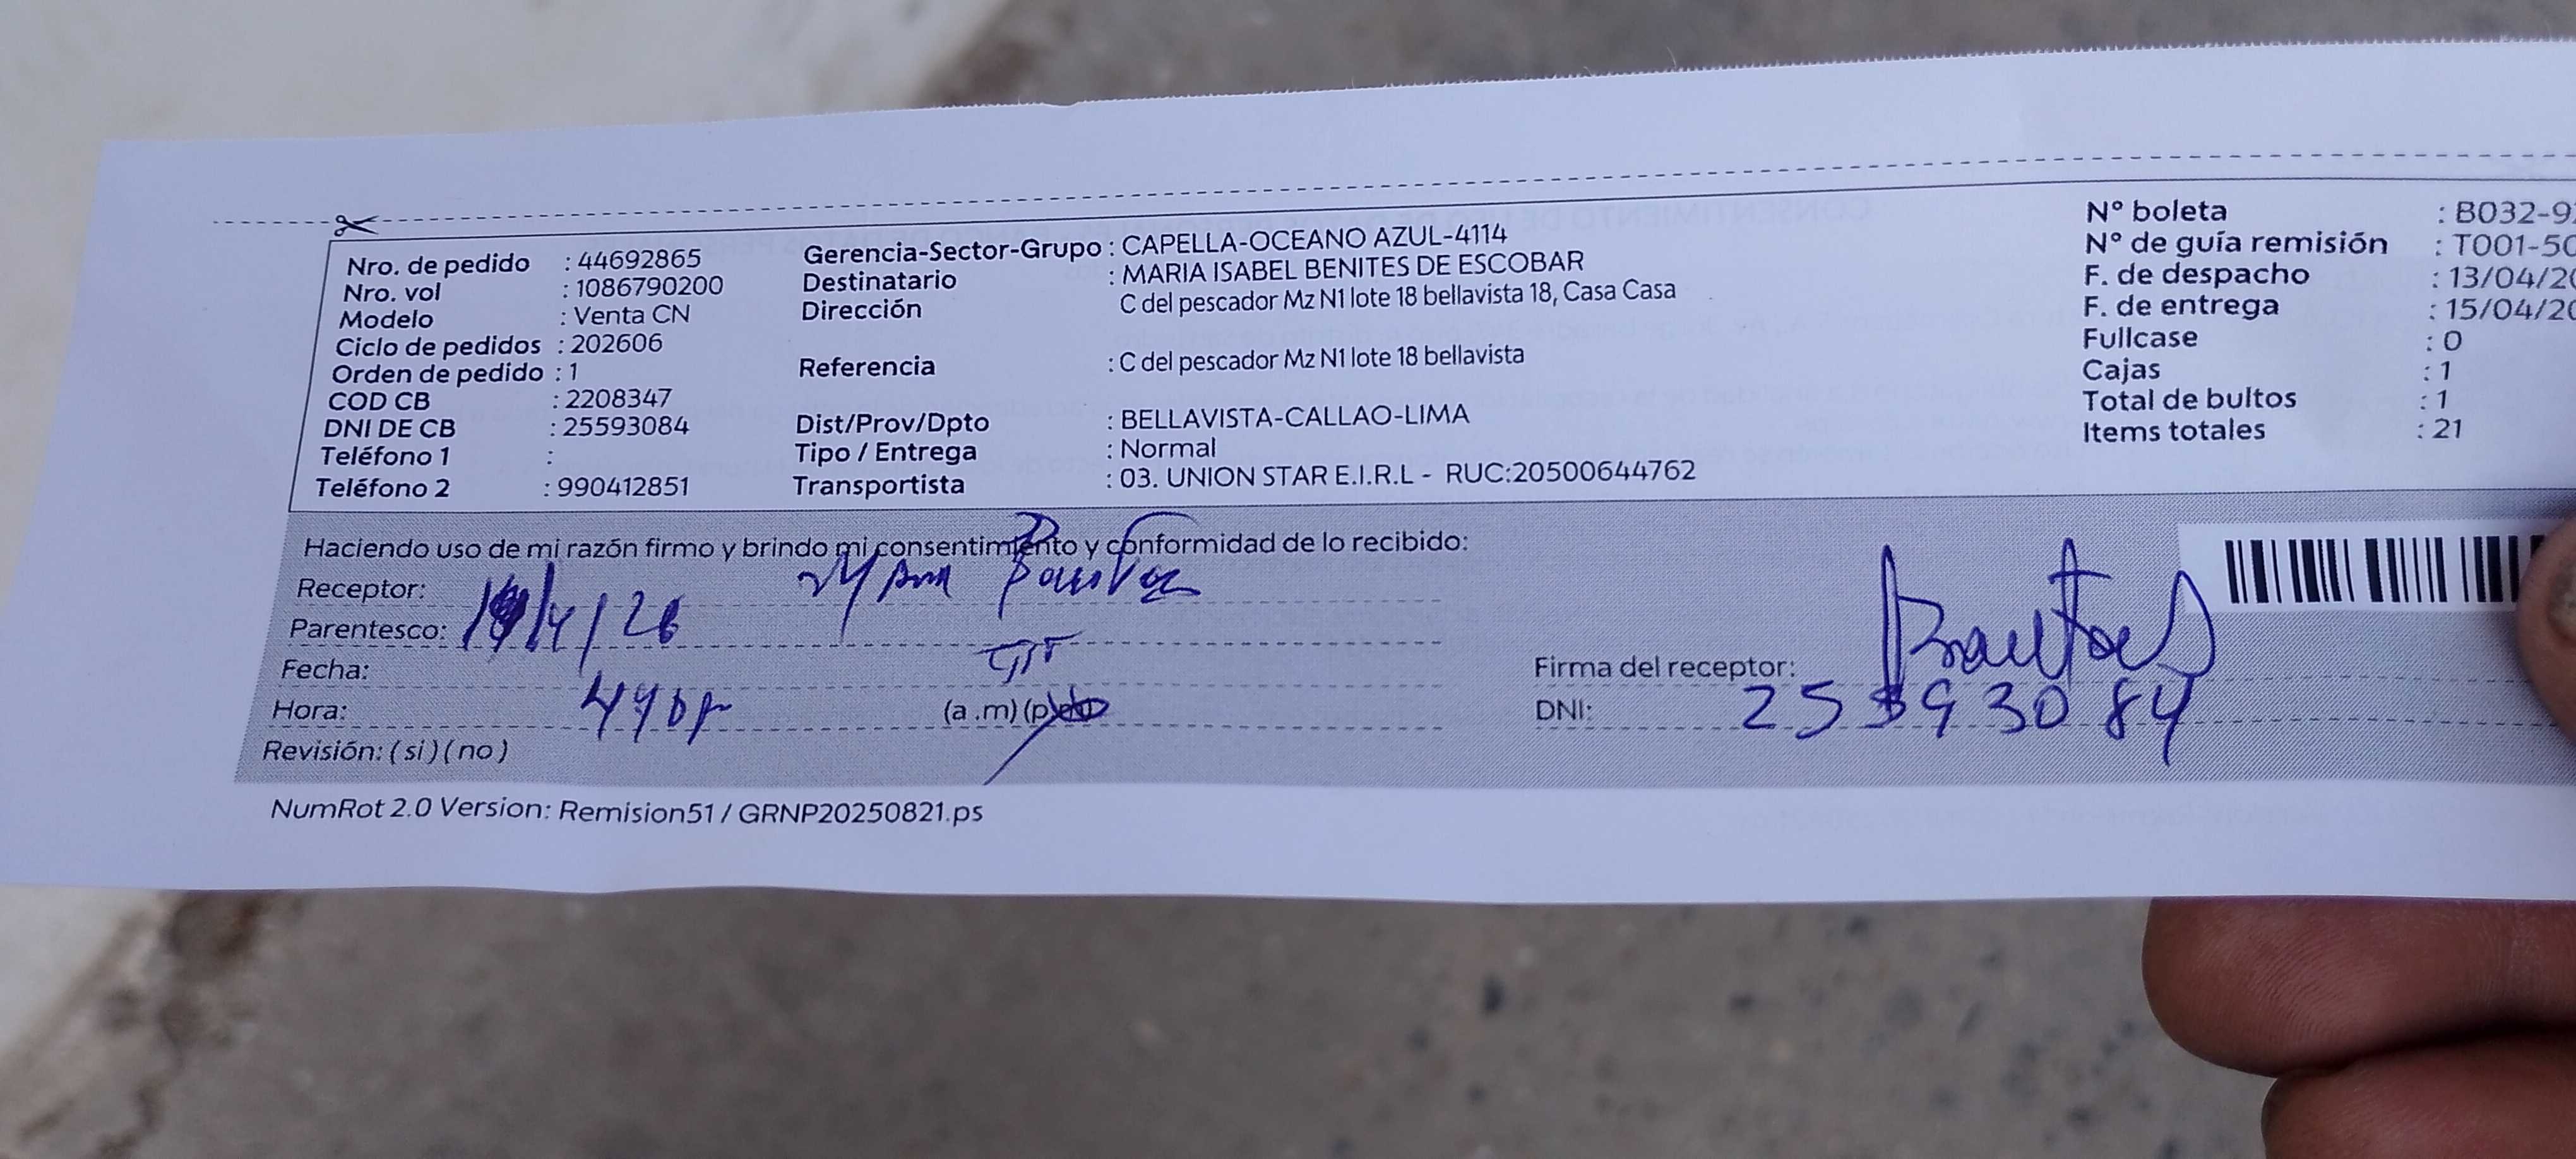 Nro. de pedido : 44692865
Nro. vol : 1086790200
Modelo : Venta CN
Ciclo de pedidos : 202606
Orden de pedido : 1
COD CB : 2208347
DNI DE CB : 25593084
Teléfono 1 :
Teléfono 2 : 990412851
Gerencia-Sector-Grupo : CAPELLA-OCEANO AZUL-4114
Destinatario : MARIA ISABEL BENITES DE ESCOBAR
Dirección C del pescador Mz N1 lote 18 bellavista 18, Casa Casa
Referencia : C del pescador Mz N1 lote 18 bellavista
Dist/Prov/Dpto : BELLAVISTA-CALLAO-LIMA
Tipo / Entrega : Normal
Transportista : 03. UNION STAR E.I.R.L - RUC:20500644762
N° boleta : B032-9
N° de guía remisión : T001-50
F. de despacho : 13/04/20
F. de entrega : 15/04/20
Fullcase : 0
Cajas : 1
Total de bultos : 1
Items totales : 21
Haciendo uso de mi razón firmo y brindo mi consentimiento y conformidad de lo recibido:
Receptor:
Parentesco: /4/26
Fecha:
Hora: (a .m) (p
Revisión: ( si ) ( no )
Firma del receptor:
DNI: 25593084
NumRot 2.0 Version: Remision51 / GRNP20250821.ps